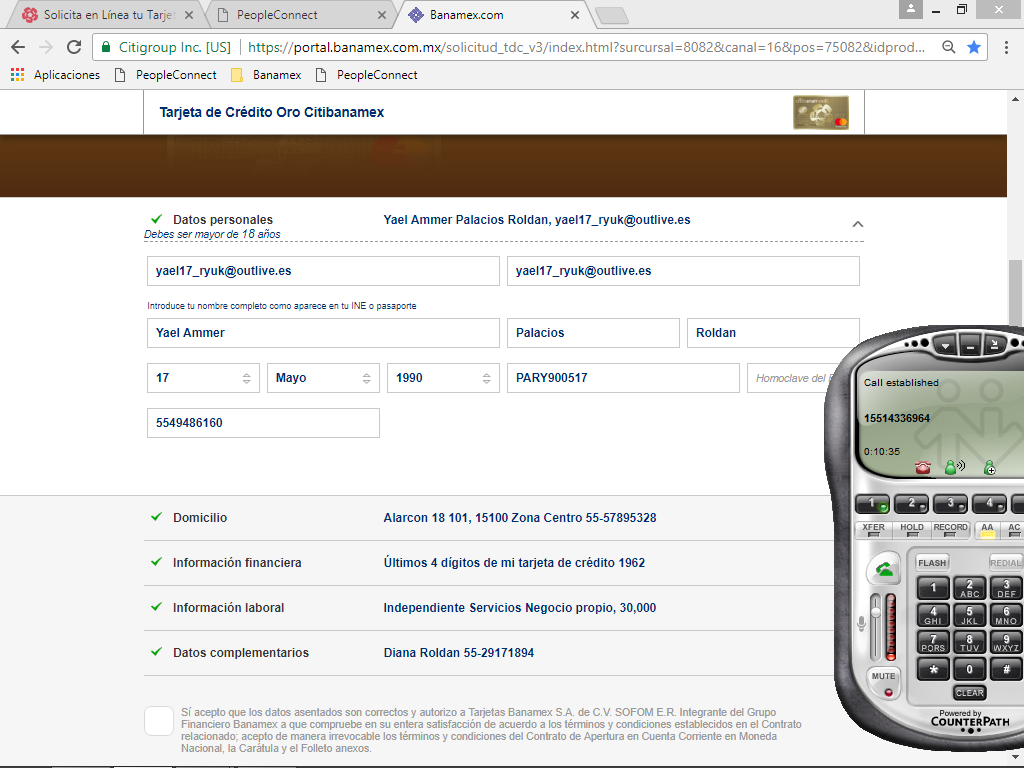 Solicita en Línea tu Tarjet
PeopleConnect
Banamex.com
Citigroup Inc. [US]
https://portal.banamex.com.mx/solicitud_tdc_v3/index.html?sursursal=8082&canal=16&pos=75082&idprod...
Aplicaciones
PeopleConnect
Banamex
PeopleConnect
Tarjeta de Crédito Oro Citibanamex
Datos personales
Yael Ammer Palacios Roldan, yael17_ryuk@outlive.es
Debes ser mayor de 18 años
yael17_ryuk@outlive.es
yael17_ryuk@outlive.es
Introduce tu nombre completo como aparece en tu INE o pasaporte
Yael Ammer
Palacios
Roldan
17
Mayo
1990
PARY900517
Homoclave del
5549486160
Domicilio
Alarcon 18 101, 15100 Zona Centro 55-57895328
Información financiera
Últimos 4 dígitos de mi tarjeta de crédito 1962
Información laboral
Independiente Servicios Negocio propio, 30,000
Datos complementarios
Diana Roldan 55-29171894
Sí acepto que los datos asentados son correctos y autorizo a Tarjetas Banamex S.A. de C.V. SOFOM E.R. Integrante del Grupo
Financiero Banamex a que compruebe en su entera satisfacción de acuerdo a los términos y condiciones establecidos en el Contrato
relacionado; acepto de manera irrevocable los términos y condiciones del Contrato de Apertura en Cuenta Corriente en Moneda
Nacional, la Carátula y el Folleto anexos.
Call established
15514336964
0:10:35
1 2 3 4
XFER HOLD RECORD AA AC
FLASH REDIAL
1 2 ABC 3 DEF
4 GHI 5 JKL 6 MNO
7 PQRS 8 TUV 9 WXYZ
* 0 #
MUTE
CLEAR
Powered by
COUNTERPATH